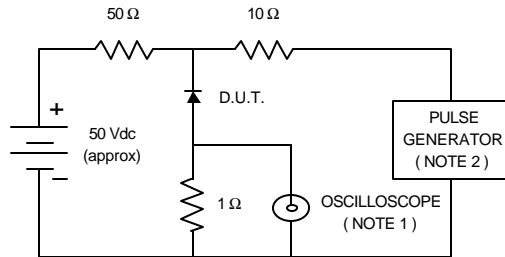 50 Ω
10 Ω
+
D.U.T.
50 Vdc
(approx)
−
1 Ω
OSCILLOSCOPE
( NOTE 1 )
PULSE
GENERATOR
( NOTE 2 )